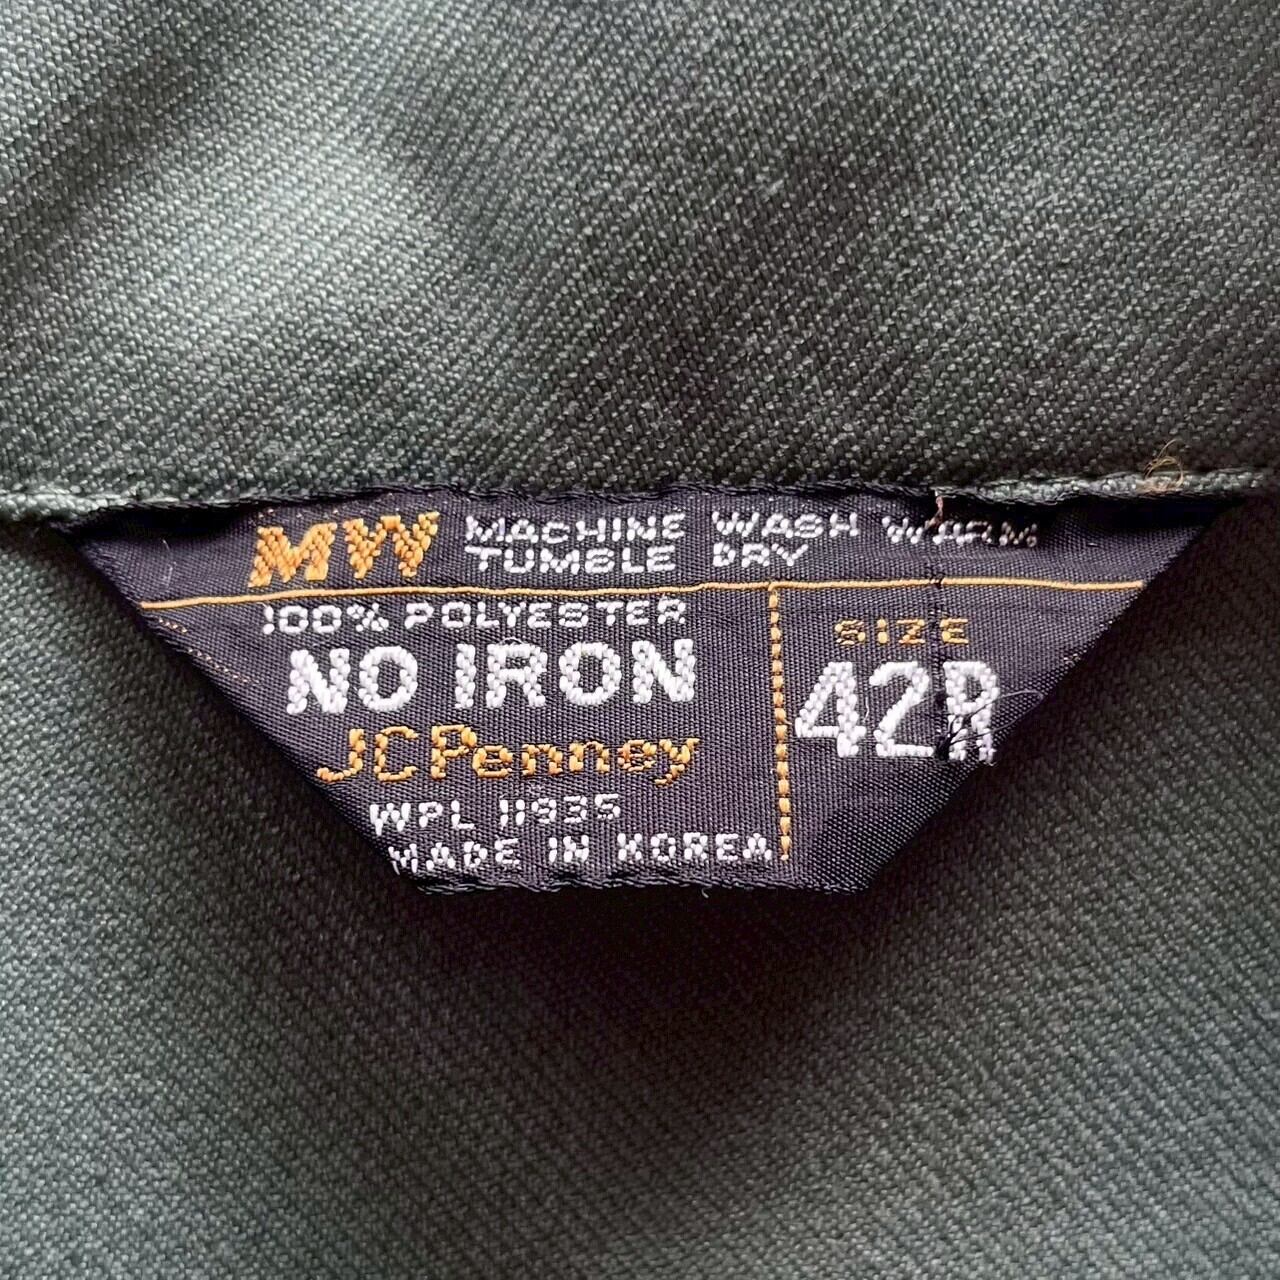 MW MACHINE WASH WARM
TUMBLE DRY
100% POLYESTER
NO IRON
JCPenney
WPL 11935
MADE IN KOREA
SIZE
42R